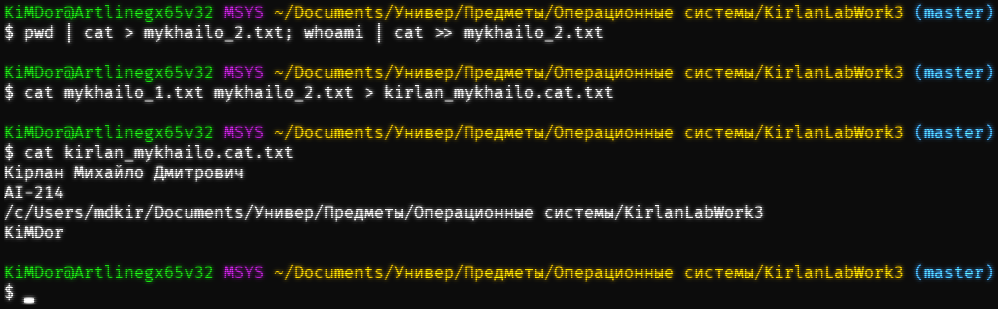 KiMDor@Artlinegx65v32 MSYS ~/Documents/Универ/Предметы/Операционные системы/KirlanLabWork3 (master)
$ pwd | cat > mykhailo_2.txt; whoami | cat >> mykhailo_2.txt
KiMDor@Artlinegx65v32 MSYS ~/Documents/Универ/Предметы/Операционные системы/KirlanLabWork3 (master)
$ cat mykhailo_1.txt mykhailo_2.txt > kirlan_mykhailo.cat.txt
KiMDor@Artlinegx65v32 MSYS ~/Documents/Универ/Предметы/Операционные системы/KirlanLabWork3 (master)
$ cat kirlan_mykhailo.cat.txt
Кірлан Михайло Дмитрович
АІ-214
/c/Users/mdkir/Documents/Универ/Предметы/Операционные системы/KirlanLabWork3
KiMDor
KiMDor@Artlinegx65v32 MSYS ~/Documents/Универ/Предметы/Операционные системы/KirlanLabWork3 (master)
$